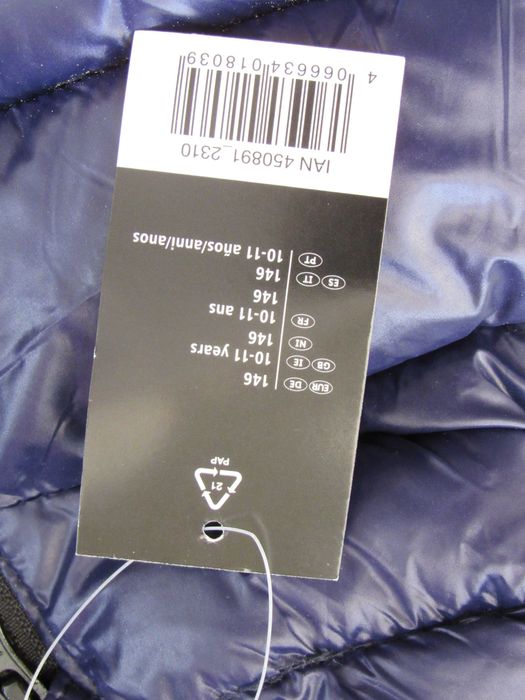 21
PAP
EUR DE 146
GB IE 10-11 years
NI 146
FR 10-11 ans
146
ES IT 146
PT 10-11 años/anni/anos
IAN 450891_2310
4 066634 018039